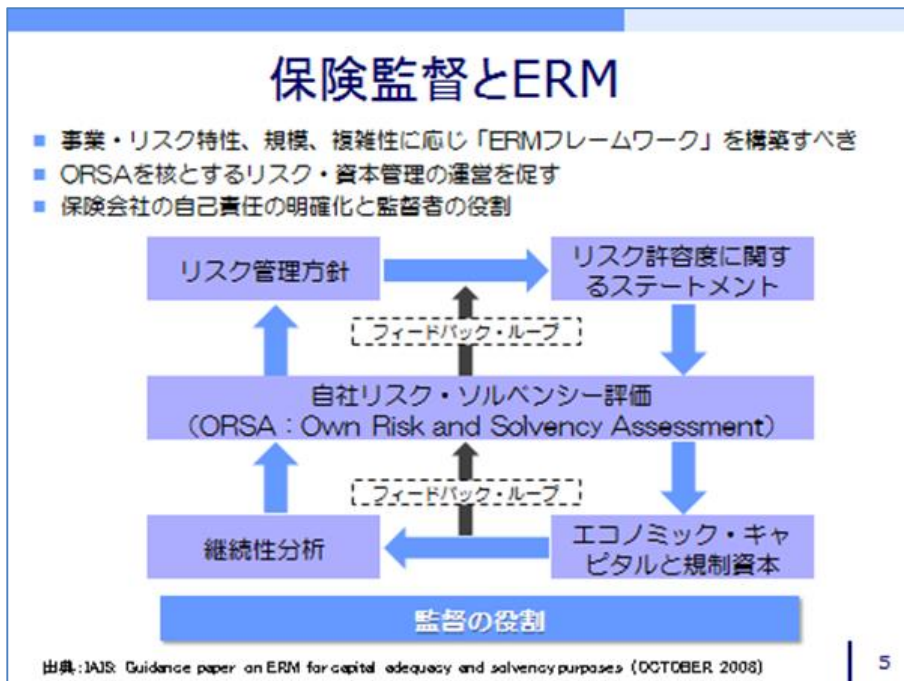 保険監督とERM
事業・リスク特性、規模、複雑性に応じ「ERMフレームワーク」を構築すべき
ORSAを核とするリスク・資本管理の運営を促す
保険会社の自己責任の明確化と監督者の役割
リスク管理方針
リスク許容度に関す
るステートメント
フィードバック・ループ
自社リスク・ソルベンシー評価
(ORSA:Own Risk and Solvency Assessment)
フィードバック・ループ
継続性分析
エコノミック・キャ
ピタルと規制資本
監督の役割
出典:IAIS: Guidance paper on ERM for capital adequacy and solvency purposes (OCTOBER 2008)
5